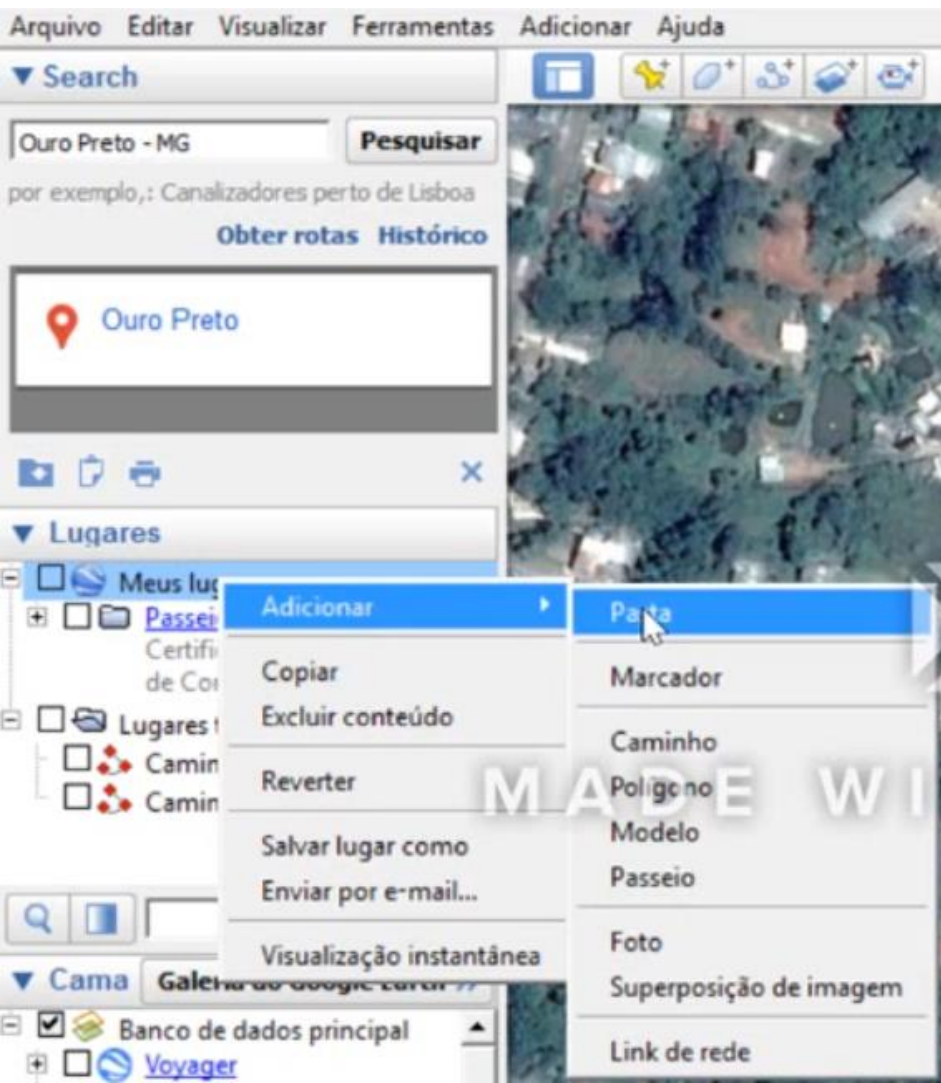 Arquivo Editar Visualizar Ferramentas Adicionar Ajuda
Search
Ouro Preto - MG Pesquisar
por exemplo,: Canalizadores perto de Lisboa
Obter rotas Histórico
Ouro Preto
Lugares
Meus lug
Passei
Certifi
de Cor
Lugares t
Camin
Camin
Adicionar
Copiar
Excluir conteúdo
Reverter
Salvar lugar como
Enviar por e-mail...
Visualização instantânea
Pasta
Marcador
Caminho
Polígono
Modelo
Passeio
Foto
Superposição de imagem
Link de rede
MADE WI
Cama Galeria do Google Earth
Banco de dados principal
Voyager